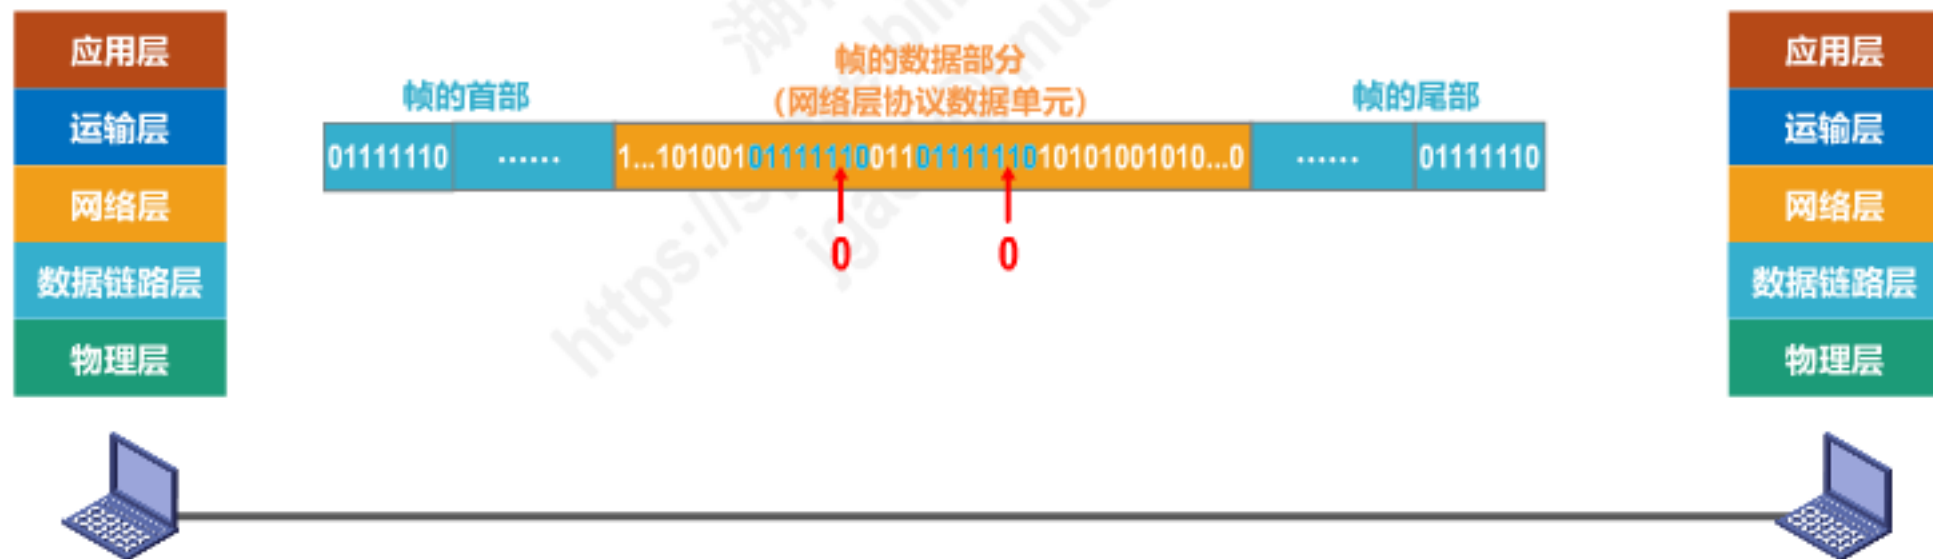 应用层
运输层
网络层
数据链路层
物理层
帧的首部
帧的数据部分
(网络层协议数据单元)
帧的尾部
01111110 ...... 1...101001011111100110111111010101001010...0 ...... 01111110
0 0
应用层
运输层
网络层
数据链路层
物理层